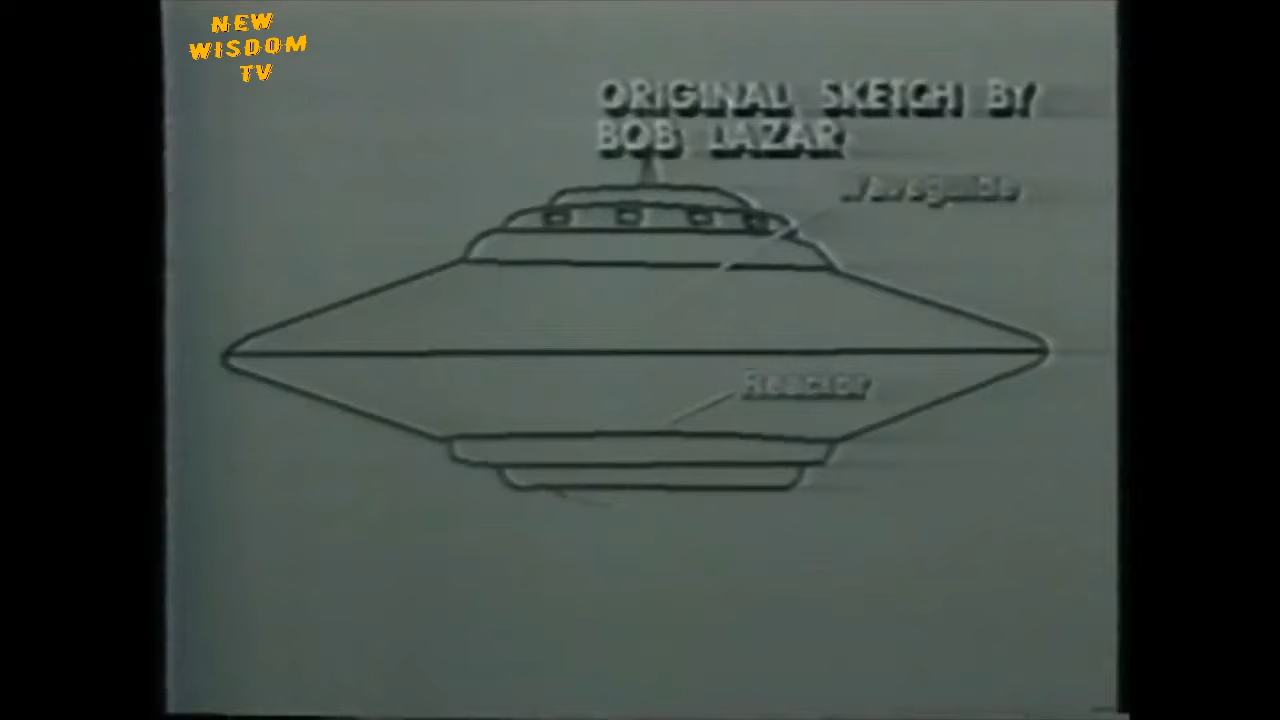 NEW
WISDOM
TV
ORIGINAL SKETCH BY
BOB LAZAR
Waveguide
Reactor